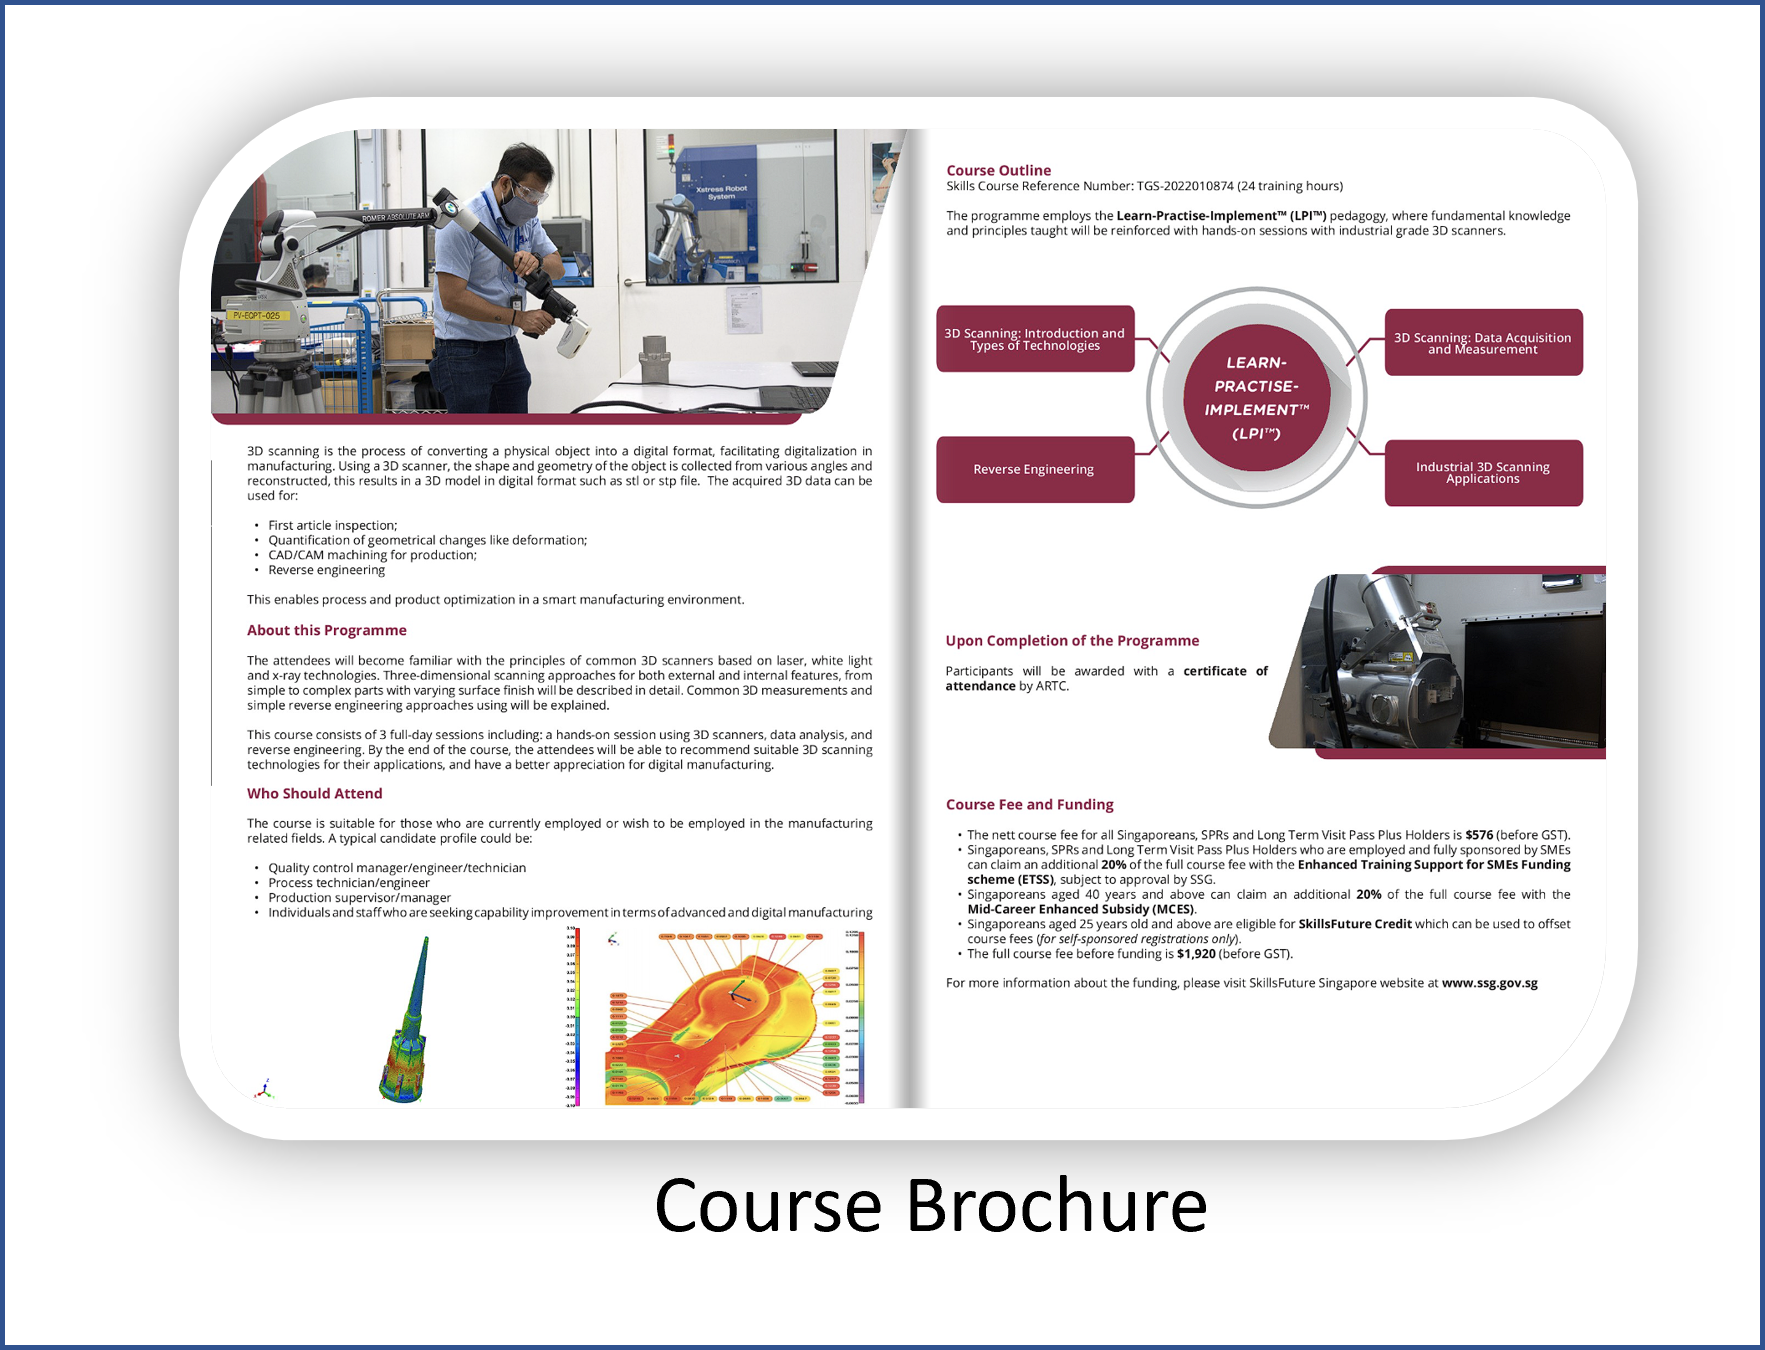 ROMER ABSOLUTE ARM
Xstress Robot
System
PV-EQPT-025
3D scanning is the process of converting a physical object into a digital format, facilitating digitalization in
manufacturing. Using a 3D scanner, the shape and geometry of the object is collected from various angles and
reconstructed, this results in a 3D model in digital format such as stl or stp file. The acquired 3D data can be
used for:
• First article inspection;
• Quantification of geometrical changes like deformation;
• CAD/CAM machining for production;
• Reverse engineering
This enables process and product optimization in a smart manufacturing environment.
About this Programme
The attendees will become familiar with the principles of common 3D scanners based on laser, white light
and x-ray technologies. Three-dimensional scanning approaches for both external and internal features, from
simple to complex parts with varying surface finish will be described in detail. Common 3D measurements and
simple reverse engineering approaches using will be explained.
This course consists of 3 full-day sessions including: a hands-on session using 3D scanners, data analysis, and
reverse engineering. By the end of the course, the attendees will be able to recommend suitable 3D scanning
technologies for their applications, and have a better appreciation for digital manufacturing.
Who Should Attend
The course is suitable for those who are currently employed or wish to be employed in the manufacturing
related fields. A typical candidate profile could be:
• Quality control manager/engineer/technician
• Process technician/engineer
• Production supervisor/manager
• Individuals and staff who are seeking capability improvement in terms of advanced and digital manufacturing
Course Outline
Skills Course Reference Number: TGS-2022010874 (24 training hours)
The programme employs the Learn-Practise-Implement™ (LPI™) pedagogy, where fundamental knowledge
and principles taught will be reinforced with hands-on sessions with industrial grade 3D scanners.
3D Scanning: Introduction and
Types of Technologies
3D Scanning: Data Acquisition
and Measurement
LEARN-
PRACTISE-
IMPLEMENT™
(LPI™)
Reverse Engineering
Industrial 3D Scanning
Applications
Upon Completion of the Programme
Participants will be awarded with a certificate of
attendance by ARTC.
Course Fee and Funding
• The nett course fee for all Singaporeans, SPRs and Long Term Visit Pass Plus Holders is $576 (before GST).
• Singaporeans, SPRs and Long Term Visit Pass Plus Holders who are employed and fully sponsored by SMEs
can claim an additional 20% of the full course fee with the Enhanced Training Support for SMEs Funding
scheme (ETSS), subject to approval by SSG.
• Singaporeans aged 40 years and above can claim an additional 20% of the full course fee with the
Mid-Career Enhanced Subsidy (MCES).
• Singaporeans aged 25 years old and above are eligible for SkillsFuture Credit which can be used to offset
course fees (for self-sponsored registrations only).
• The full course fee before funding is $1,920 (before GST).
For more information about the funding, please visit SkillsFuture Singapore website at www.ssg.gov.sg
Course Brochure